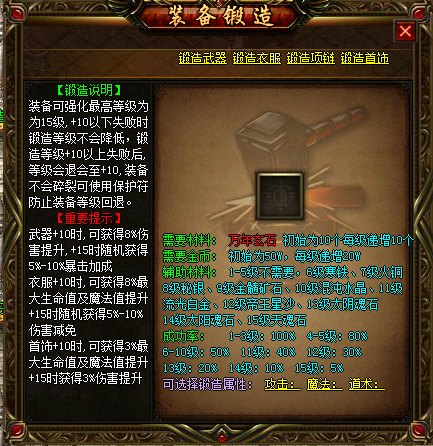 装备锻造
锻造武器 锻造衣服 锻造项链 锻造首饰
【锻造说明】
装备可强化最高等级为
为15级,+10以下失败时
锻造等级不会降低，锻
造等级+10以上失败后,
等级会退会至+10,装备
不会碎裂可使用保护符
防止装备等级回退。
【重要提示】
武器+10时,可获得8%伤
害提升,+15时随机获得
5%-10%暴击加成
衣服+10时,可获得8%最
大生命值及魔法值提升
+15时随机获得5%-10%
伤害减免
首饰+10时,可获得3%最
大生命值及魔法值提升
+15时获得3%伤害提升
需要材料： 万年玄石 初始为10个每级递增10个
需要金币： 初始为50W，每级递增20W
辅助材料： 1-5级不需要，6级寒铁、7级火铜
8级秘银、9级金髓矿石、10级混沌水晶、11级
流光白金、12级帝王星沙、13级太阴魂石
14级太阳魂石、15级天魂石
成功率： 1-3级：100% 4-5级：80%
6-10级：50% 11级：40% 12级：30%
13级：20% 14级：10% 15级：5%
可选择锻造属性： 攻击： 魔法： 道术：